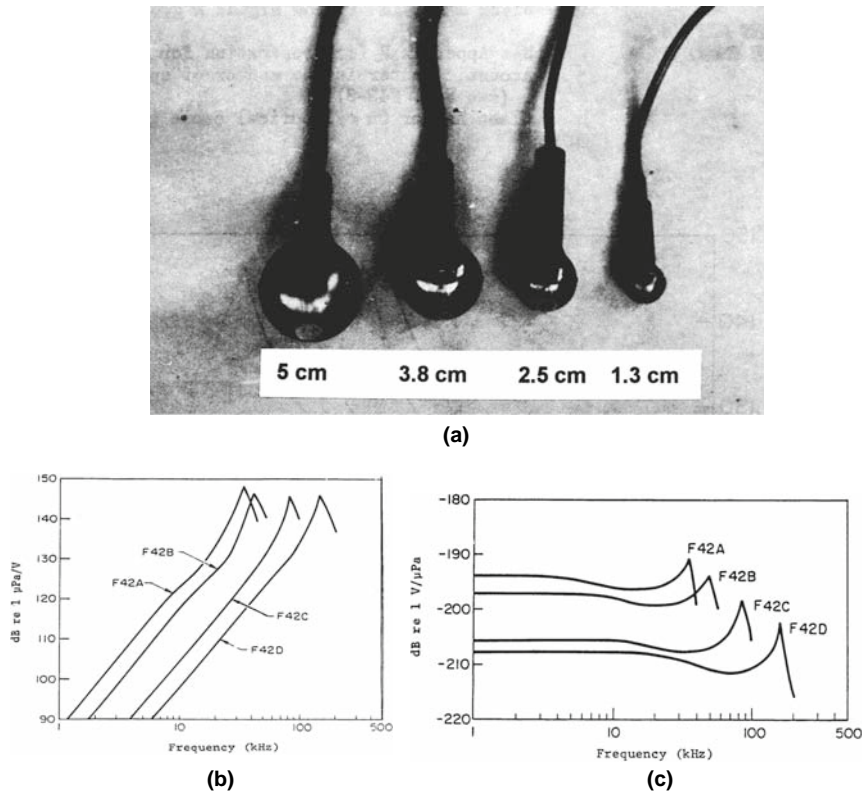 5 cm 3.8 cm 2.5 cm 1.3 cm
(a)
150
140
130
120
110
100
90
dB re 1 μPa/V
F42B
F42A
F42C
F42D
1 10 100 500
Frequency (kHz)
(b)
-180
-190
-200
-210
-220
dB re 1 V/μPa
F42A
F42B
F42C
F42D
1 10 100 500
Frequency (kHz)
(c)